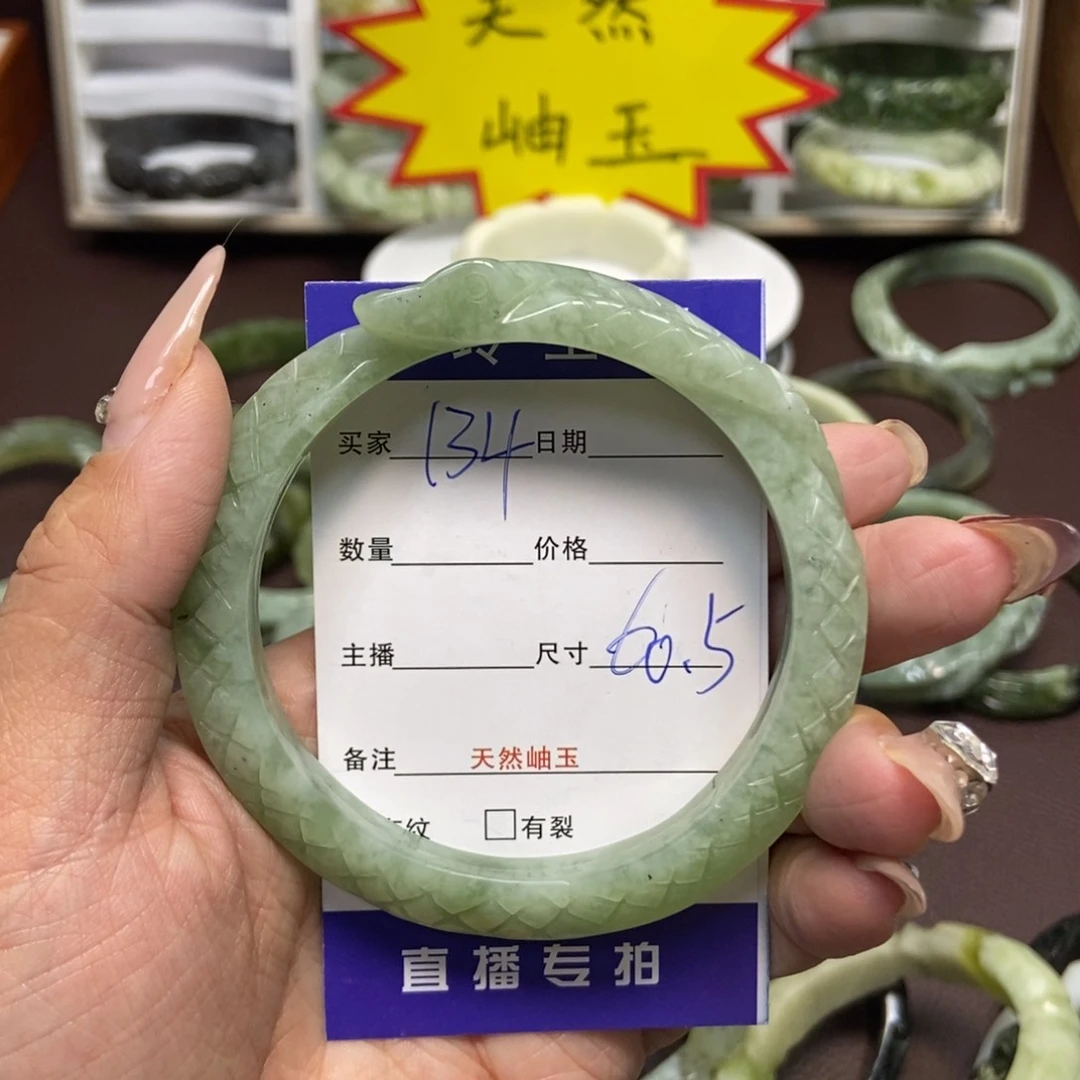 天然
岫玉
买家 134 日期
数量 价格
主播 尺寸 60.5
备注 天然岫玉
纹 有裂
直播专拍